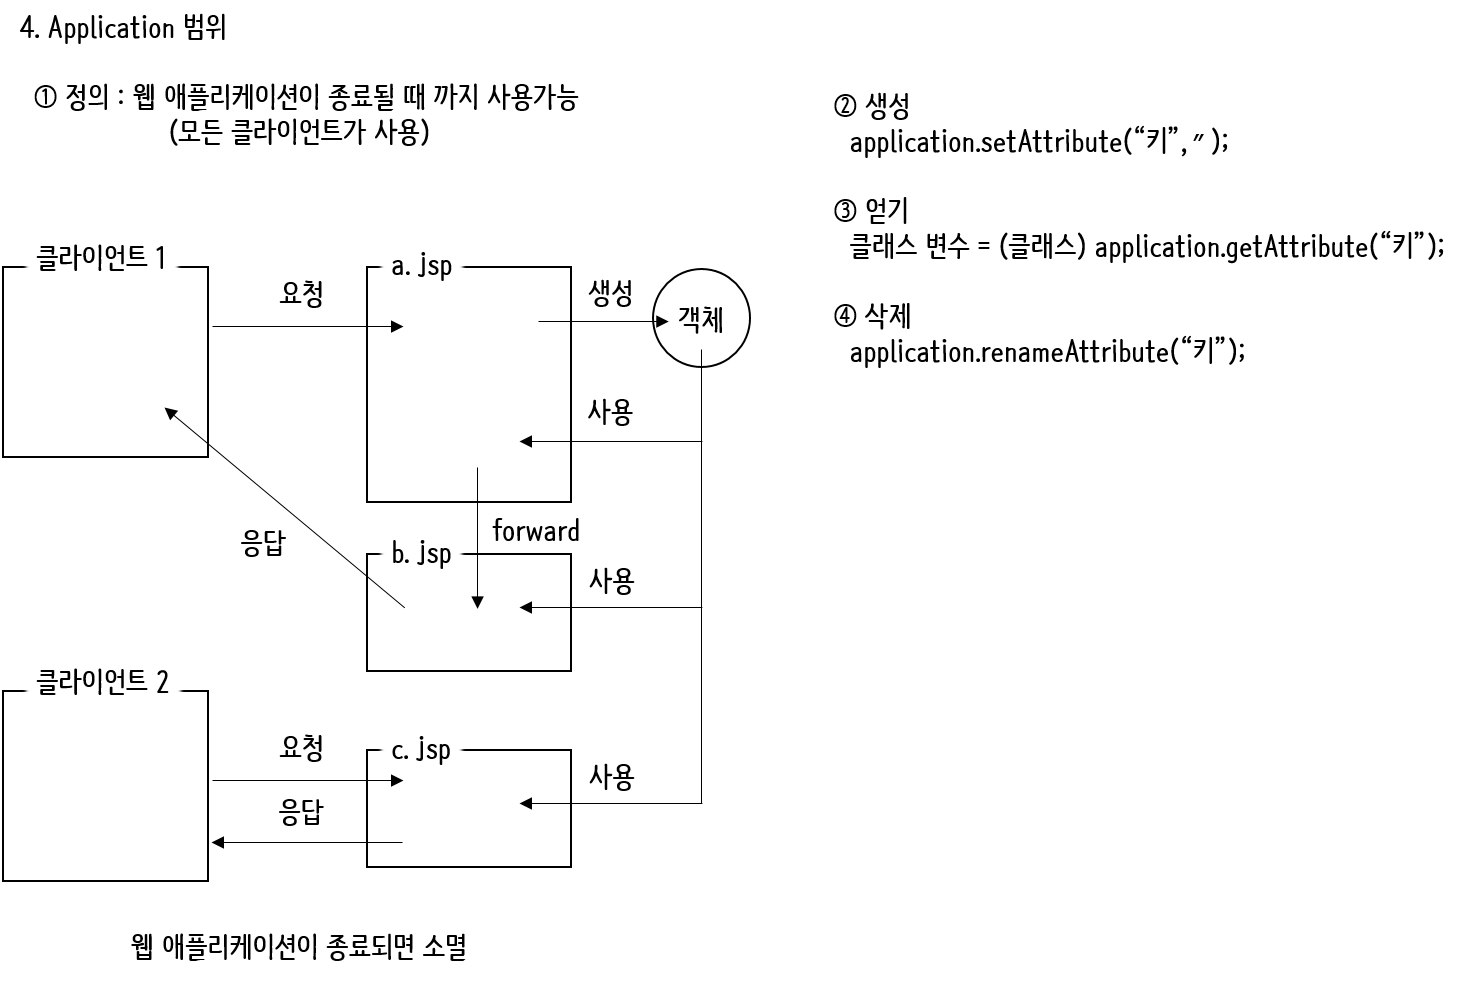 4. Application 범위
① 정의 : 웹 애플리케이션이 종료될 때 까지 사용가능
(모든 클라이언트가 사용)
② 생성
application.setAttribute(“키”,〃);
③ 얻기
클래스 변수 = (클래스) application.getAttribute(“키”);
④ 삭제
application.renameAttribute(“키”);
클라이언트 1
요청
a. jsp
생성
객체
사용
forward
응답
b. jsp
사용
클라이언트 2
요청
c. jsp
사용
응답
웹 애플리케이션이 종료되면 소멸